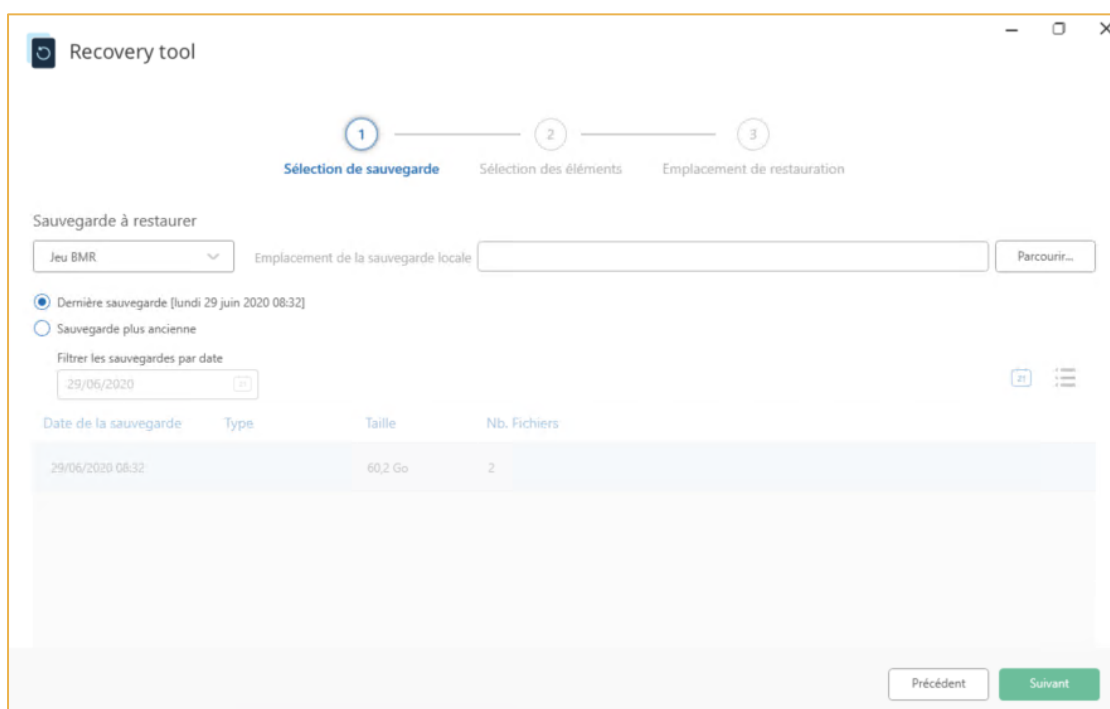 Recovery tool
1
2
3
Sélection de sauvegarde
Sélection des éléments
Emplacement de restauration
Sauvegarde à restaurer
Jeu BMR
Emplacement de la sauvegarde locale
Parcourir...
Dernière sauvegarde [lundi 29 juin 2020 08:32]
Sauvegarde plus ancienne
Filtrer les sauvegardes par date
29/06/2020
21
Date de la sauvegarde Type Taille Nb. Fichiers
29/06/2020 08:32 60,2 Go 2
Précédent
Suivant